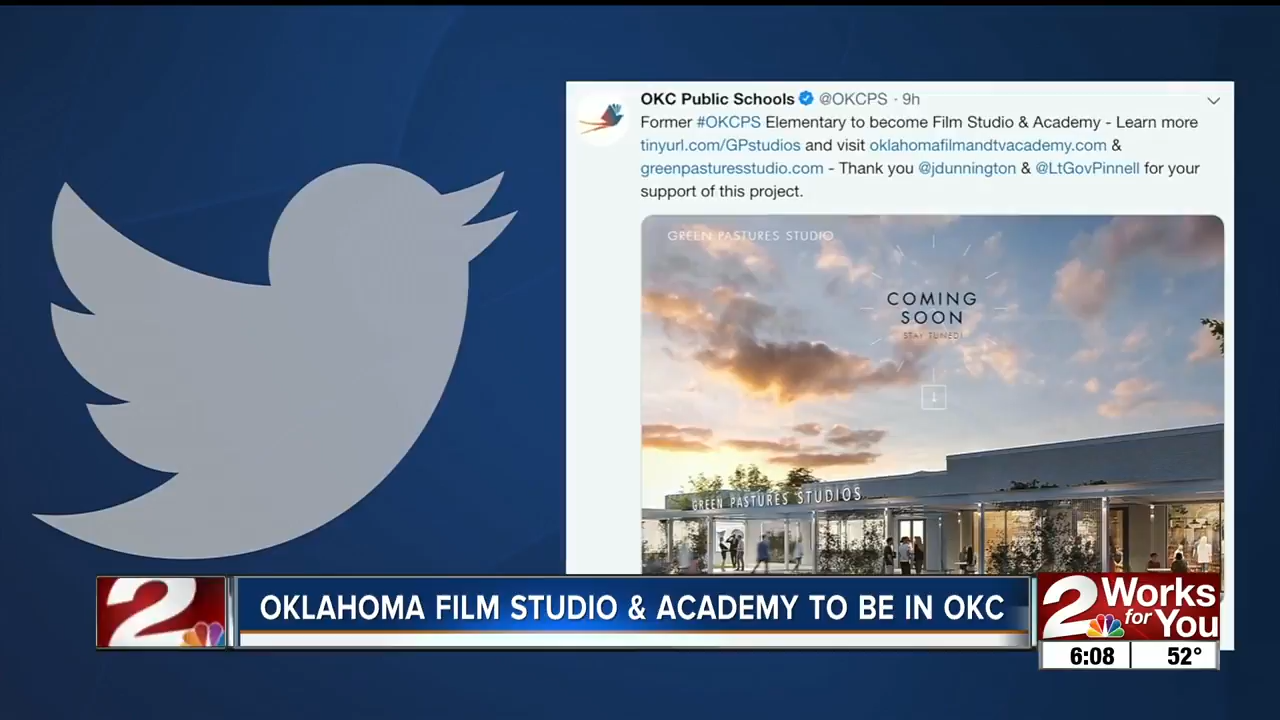 OKC Public Schools @OKCPS · 9h
Former #OKCPS Elementary to become Film Studio & Academy - Learn more
tinyurl.com/GPstudios and visit oklahomafilmandtvacademy.com &
greenpasturesstudio.com - Thank you @jdunnington & @LtGovPinnell for your
support of this project.
GREEN PASTURES STUDIO
COMING
SOON
STAY TUNED!
GREEN PASTURES STUDIOS
2
OKLAHOMA FILM STUDIO & ACADEMY TO BE IN OKC
2 Works
for You
6:08 52°